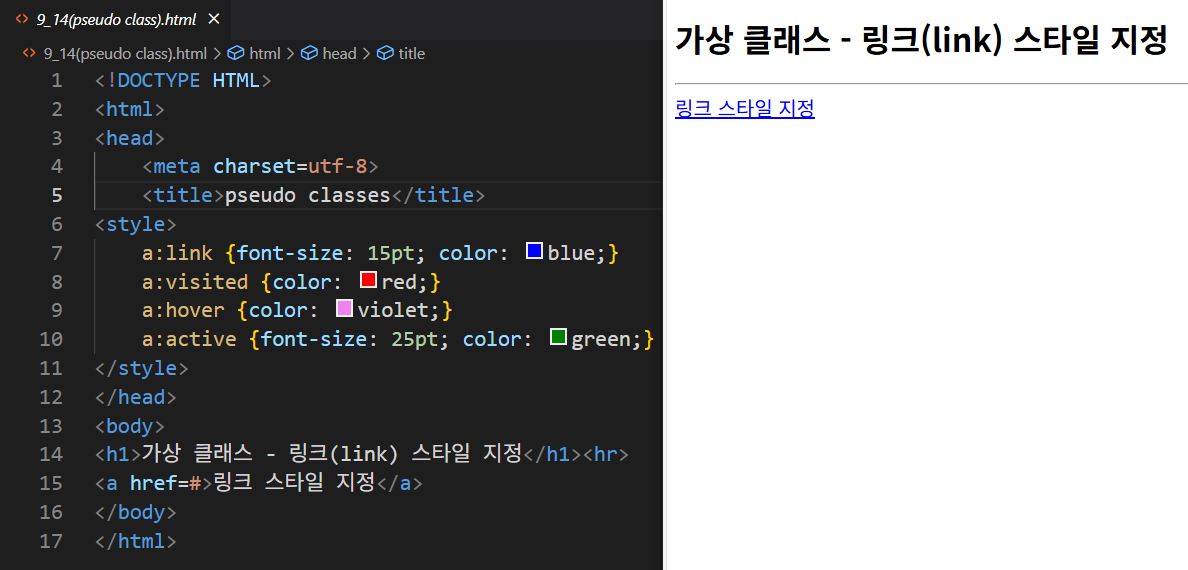 9_14(pseudo class).html
9_14(pseudo class).html > html > head > title
1 <!DOCTYPE HTML>
2 <html>
3 <head>
4 <meta charset=utf-8>
5 <title>pseudo classes</title>
6 <style>
7 a:link {font-size: 15pt; color: blue;}
8 a:visited {color: red;}
9 a:hover {color: violet;}
10 a:active {font-size: 25pt; color: green;}
11 </style>
12 </head>
13 <body>
14 <h1>가상 클래스 - 링크(link) 스타일 지정</h1><hr>
15 <a href=#>링크 스타일 지정</a>
16 </body>
17 </html>
가상 클래스 - 링크(link) 스타일 지정
링크 스타일 지정